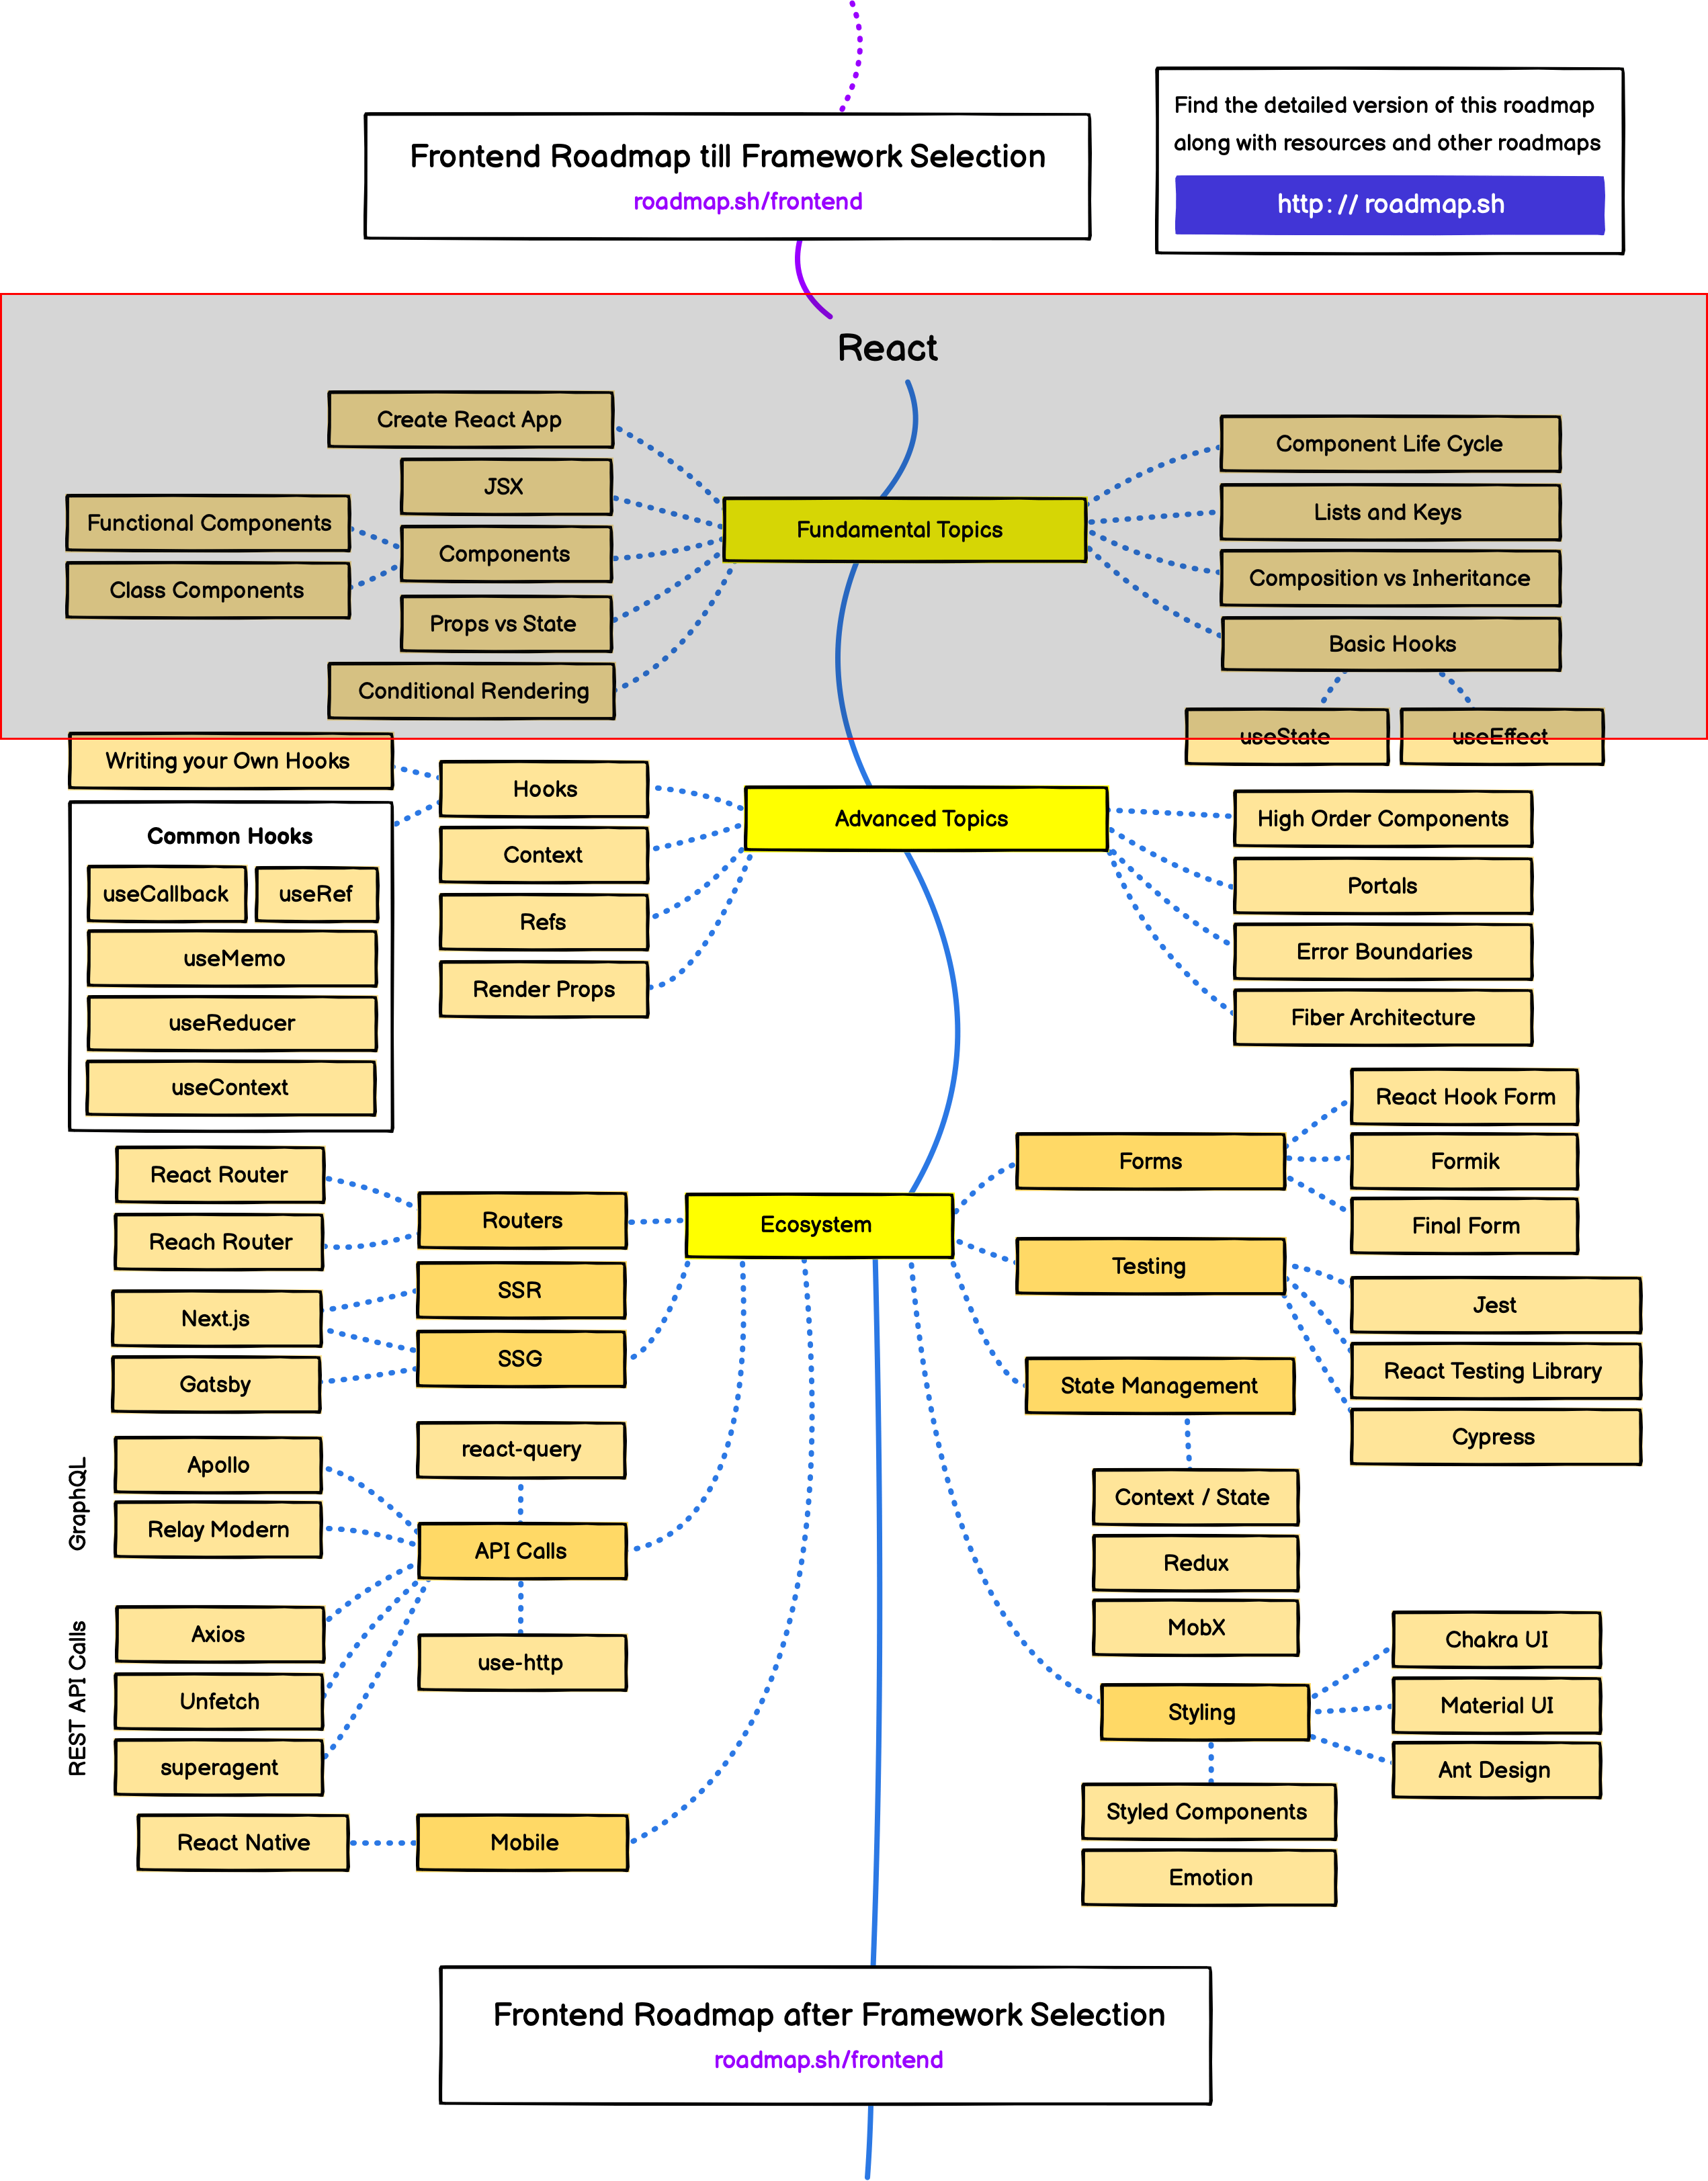 Frontend Roadmap till Framework Selection
roadmap.sh/frontend
Find the detailed version of this roadmap
along with resources and other roadmaps
http://roadmap.sh
React
Create React App
JSX
Functional Components
Components
Class Components
Props vs State
Conditional Rendering
Fundamental Topics
Component Life Cycle
Lists and Keys
Composition vs Inheritance
Basic Hooks
useState
useEffect
Writing your Own Hooks
Hooks
Common Hooks
useCallback
useRef
useMemo
useReducer
useContext
Context
Refs
Render Props
Advanced Topics
High Order Components
Portals
Error Boundaries
Fiber Architecture
React Router
Reach Router
Routers
Next.js
Gatsby
SSR
SSG
Ecosystem
Forms
React Hook Form
Formik
Final Form
Testing
Jest
React Testing Library
Cypress
State Management
Context / State
Redux
MobX
GraphQL
Apollo
Relay Modern
react-query
API Calls
use-http
REST API Calls
Axios
Unfetch
superagent
React Native
Mobile
Styling
Chakra UI
Material UI
Ant Design
Styled Components
Emotion
Frontend Roadmap after Framework Selection
roadmap.sh/frontend